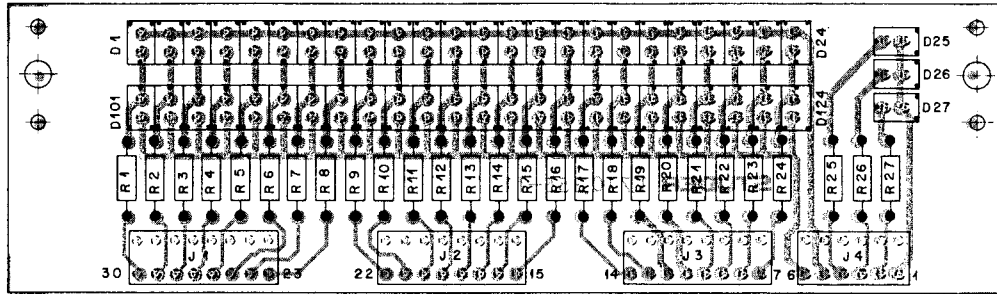 D1 D24 D25
D26
D101 D124 D27
R1 R2 R3 R4 R5 R6 R7 R8 R9 R10 R11 R12 R13 R14 R15 R16 R17 R18 R19 R20 R21 R22 R23 R24 R25 R26 R27
J J2 J3 J4
30 23 22 15 14 7 6 1